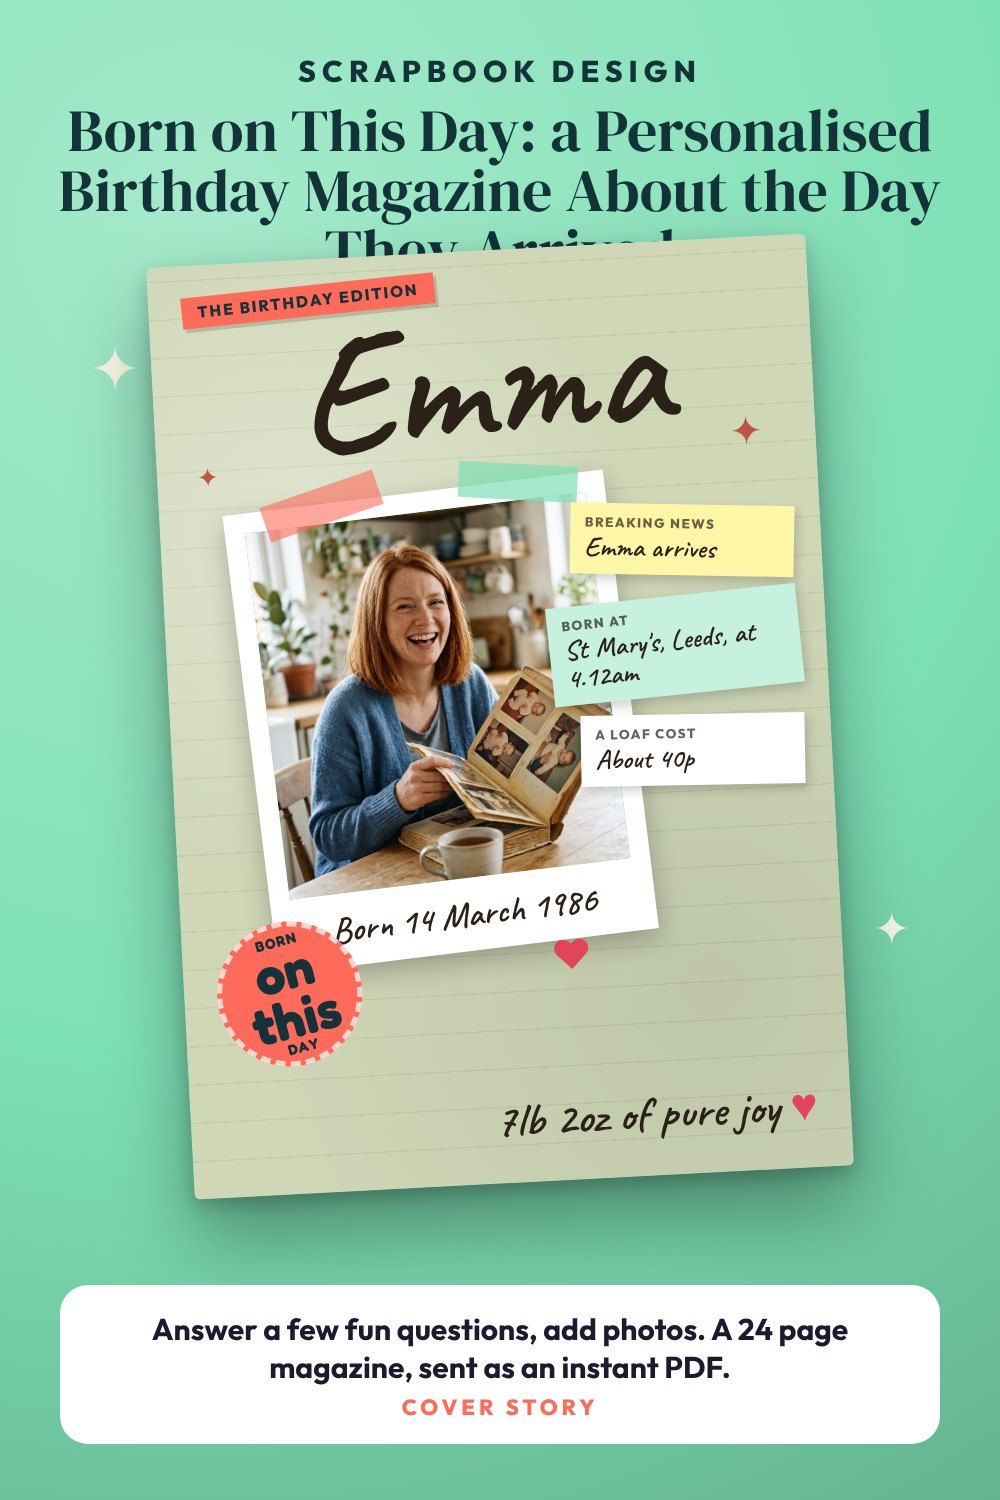 SCRAPBOOK DESIGN
Born on This Day: a Personalised
Birthday Magazine About the Day
They Arrived
THE BIRTHDAY EDITION
Emma
BREAKING NEWS
Emma arrives
BORN AT
St Mary's, Leeds, at
4.12am
A LOAF COST
About 40p
Born 14 March 1986
BORN
on
this
DAY
7lb 2oz of pure joy ♥
Answer a few fun questions, add photos. A 24 page
magazine, sent as an instant PDF.
COVER STORY